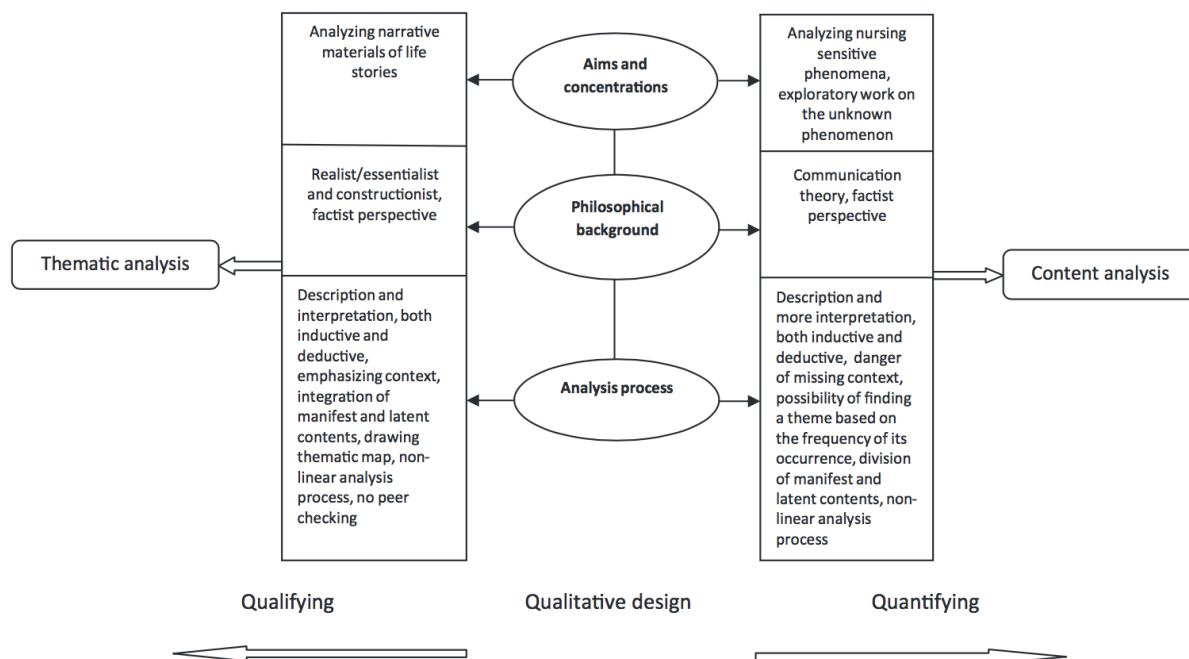 Analyzing narrative
materials of life
stories
Aims and
concentrations
Analyzing nursing
sensitive
phenomena,
exploratory work on
the unknown
phenomenon
Realist/essentialist
and constructionist,
factist perspective
Philosophical
background
Communication
theory, factist
perspective
Thematic analysis
Content analysis
Description and
interpretation, both
inductive and
deductive,
emphasizing context,
integration of
manifest and latent
contents, drawing
thematic map, non-
linear analysis
process, no peer
checking
Analysis process
Description and
more interpretation,
both inductive and
deductive, danger
of missing context,
possibility of finding
a theme based on
the frequency of its
occurrence, division
of manifest and
latent contents, non-
linear analysis
process
Qualifying
Qualitative design
Quantifying